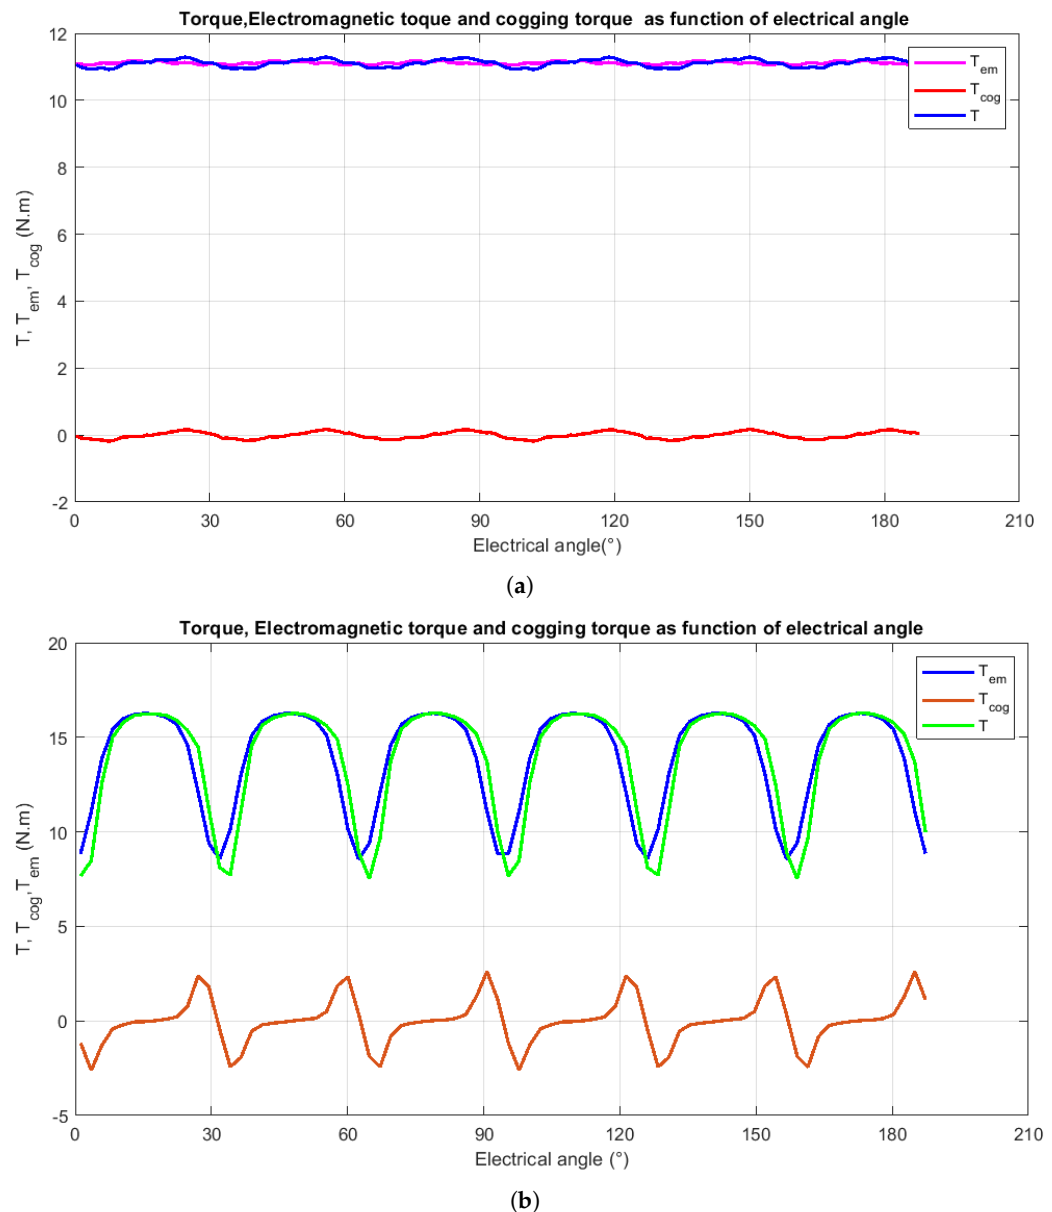 Torque,Electromagnetic toque and cogging torque  as function of electrical angle
12
10
8
6
4
2
0
-2
T, T_em, T_cog (N.m)
T_em
T_cog
T
0 30 60 90 120 150 180 210
Electrical angle(°)
(a)
Torque, Electromagnetic torque and cogging torque as function of electrical angle
20
15
10
5
0
-5
T, T_cog,T_em (N.m)
T_em
T_cog
T
0 30 60 90 120 150 180 210
Electrical angle (°)
(b)